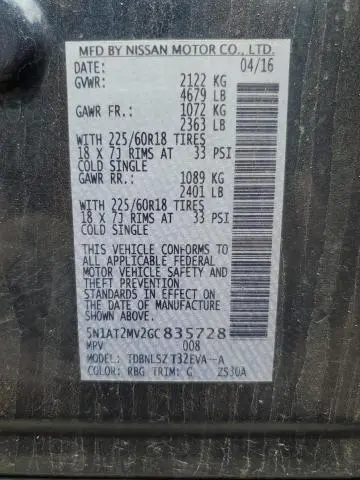 MFD BY NISSAN MOTOR CO., LTD.
DATE: 04/16
GVWR: 2122 KG
4679 LB
GAWR FR.: 1072 KG
2363 LB
WITH 225/60R18 TIRES
18 X 7J RIMS AT 33 PSI
COLD SINGLE
GAWR RR.: 1089 KG
2401 LB
WITH 225/60R18 TIRES
18 X 7J RIMS AT 33 PSI
COLD SINGLE
THIS VEHICLE CONFORMS TO
ALL APPLICABLE FEDERAL
MOTOR VEHICLE SAFETY
AND THEFT PREVENTION
STANDARDS IN EFFECT ON
THE DATE OF MANUFACTURE
SHOWN ABOVE.
5N1AT2MV2GC835728
MPV 008
MODEL: TDBNLSZ T32EVA--A
COLOR: RBG TRIM: G ZS30A